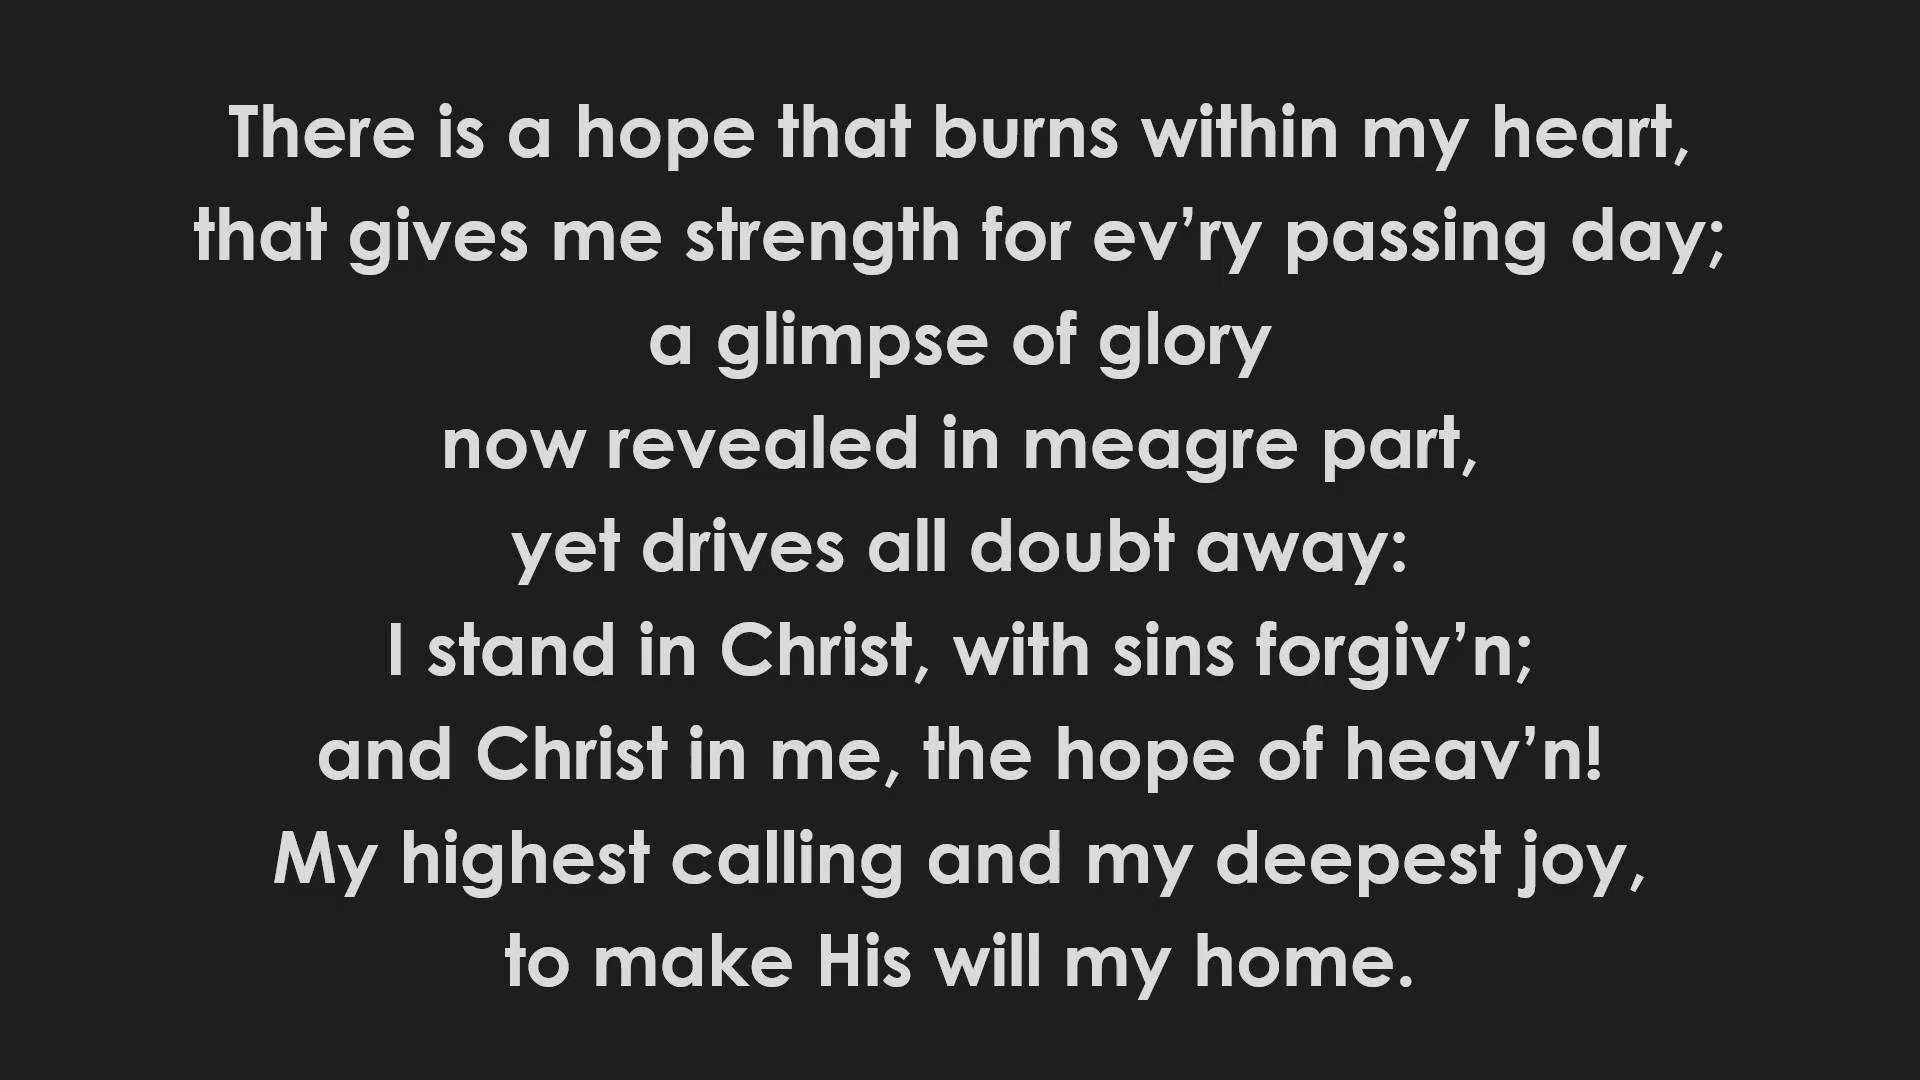 There is a hope that burns within my heart,
that gives me strength for ev’ry passing day;
a glimpse of glory
now revealed in meagre part,
yet drives all doubt away:
I stand in Christ, with sins forgiv’n;
and Christ in me, the hope of heav’n!
My highest calling and my deepest joy,
to make His will my home.